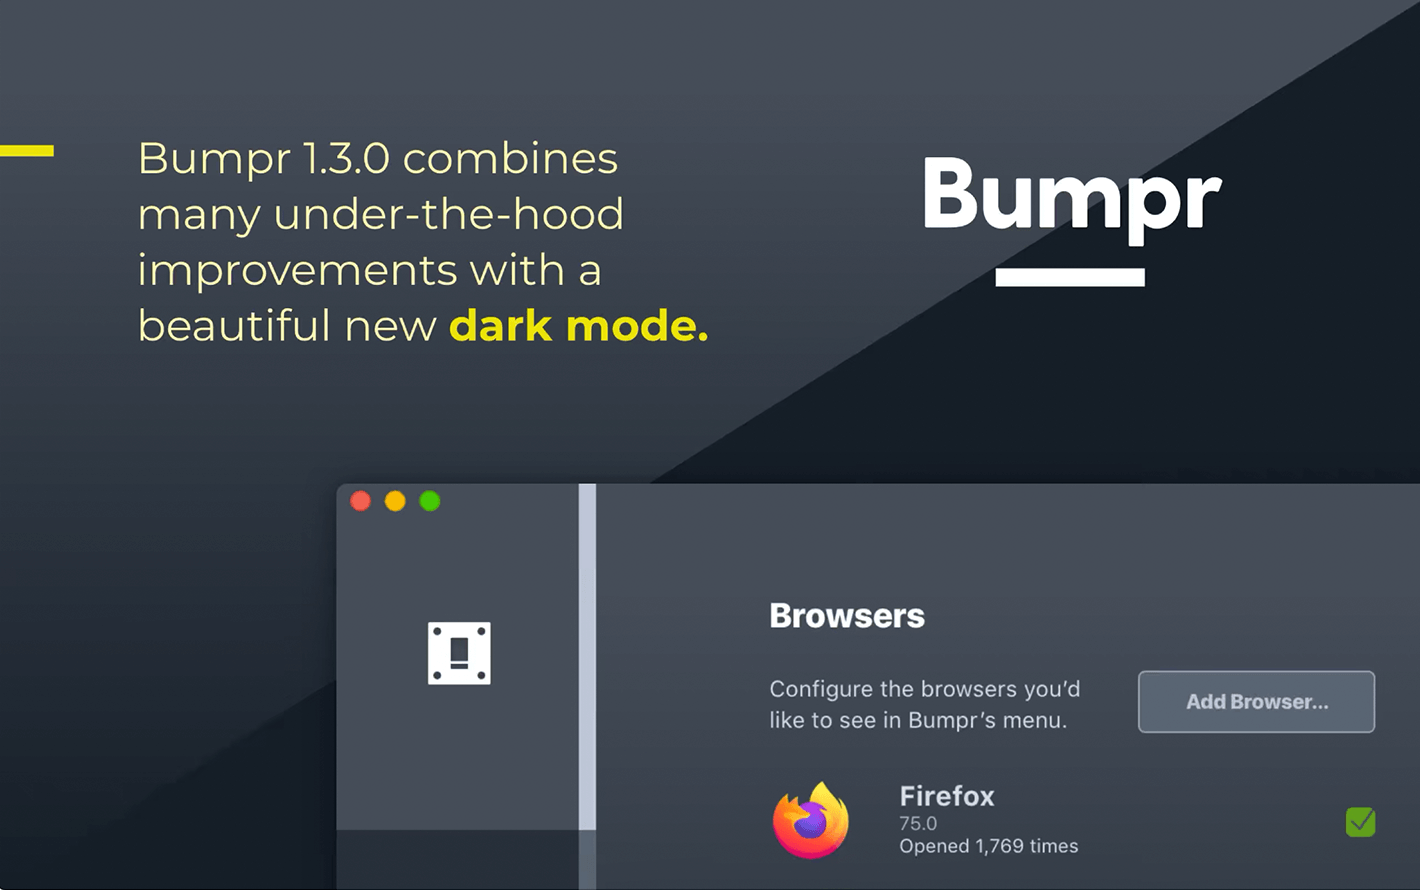 Bumpr 1.3.0 combines
many under-the-hood
improvements with a
beautiful new dark mode.
Bumpr
Browsers
Configure the browsers you’d
like to see in Bumpr’s menu.
Add Browser...
Firefox
75.0
Opened 1,769 times